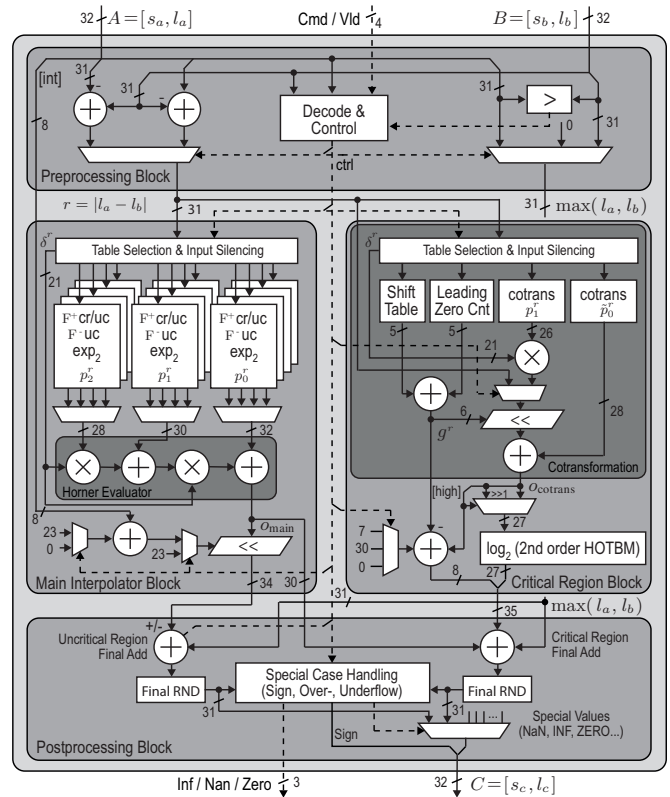 32 A=[s_a, l_a] Cmd / Vld 4 B=[s_b, l_b] 32
[int] 31 31 - - 31 31 > 0 31
8 + + Decode & Control
ctrl
Preprocessing Block
r = |l_a − l_b| 31 31 max( l_a, l_b)
δ^r Table Selection & Input Silencing δ^r Table Selection & Input Silencing
21
F⁺cr/uc F⁻uc exp₂ p₂^r
F⁺cr/uc F⁻uc exp₂ p₁^r
F⁺cr/uc F⁻uc exp₂ p₀^r
Shift Table
Leading Zero Cnt
cotrans p₁^r
cotrans p̃₀^r
5 5 26
21 ×
28 30 32 + 6 << 28
g^r
× + × + +
Horner Evaluator Cotransformation
[high] >>1 o_cotrans
8 o_main 27
23 0 + 23 << 7 30 0 - + log₂ (2nd order HOTBM)
Main Interpolator Block 34 30 8 27 Critical Region Block
31 35 max( l_a, l_b)
+/-
Uncritical Region Final Add + + Critical Region Final Add
Final RND Special Case Handling (Sign, Over-, Underflow) Final RND
31 31 ...
Special Values (NaN, INF, ZERO...)
Sign
Postprocessing Block
Inf / Nan / Zero 3 32 C=[s_c, l_c]